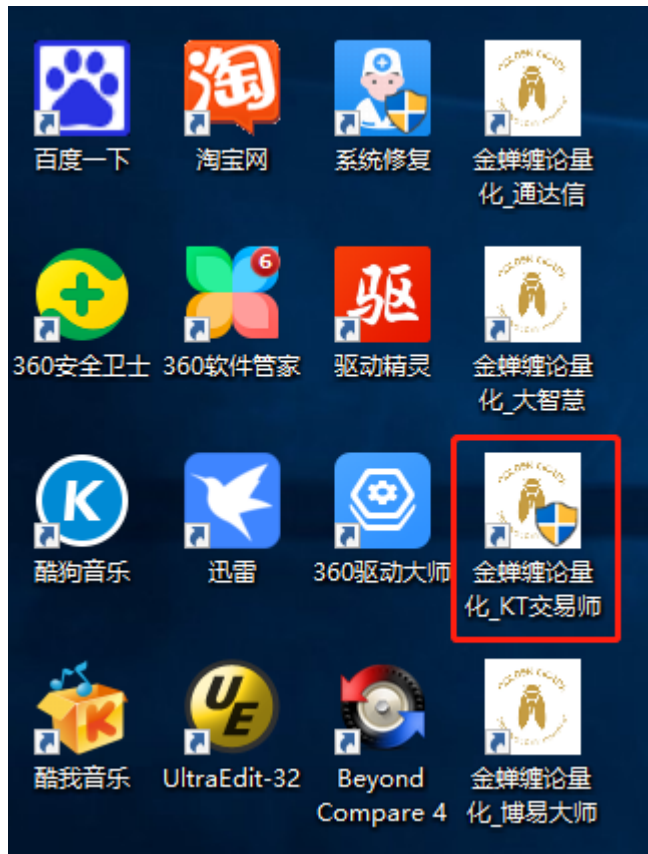 淘
百度一下
淘宝网
系统修复
金蝉缠论量
化_通达信
6
驱
360安全卫士
360软件管家
驱动精灵
金蝉缠论量
化_大智慧
K
酷狗音乐
迅雷
360驱动大师
金蝉缠论量
化_KT交易师
K
UE
酷我音乐
UltraEdit-32
Beyond
Compare 4
金蝉缠论量
化_博易大师